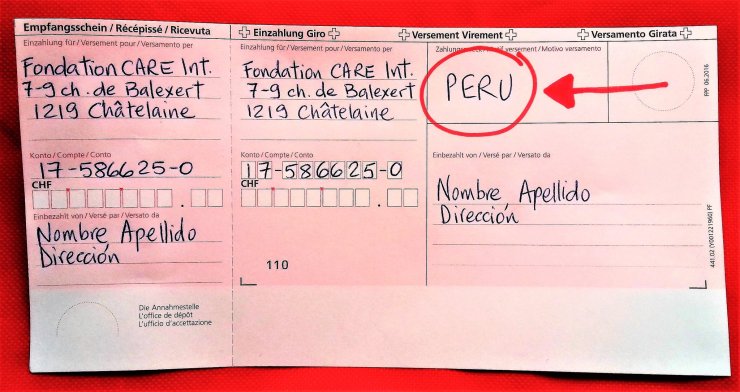 Empfangsschein / Récépissé / Ricevuta
Einzahlung für / Versement pour / Versamento per
Fondation CARE Int.
7-9 ch. de Balexert
1219 Châtelaine
Konto / Compte / Conto
17-586625-0
CHF
Einbezahlt von / Versé par / Versato da
Nombre Apellido
Dirección
Die Annahmestelle
L'office de dépôt
L'ufficio d'accettazione
Einzahlung Giro
Einzahlung für / Versement pour / Versamento per
Fondation CARE Int.
7-9 ch. de Balexert
1219 Châtelaine
Konto / Compte / Conto
17-586625-0
CHF
110
Versement Virement
Versamento Girata
versement / Motivo versamento
PERU
Einbezahlt von / Versé par / Versato da
Nombre Apellido
Dirección
FPP 06.2016